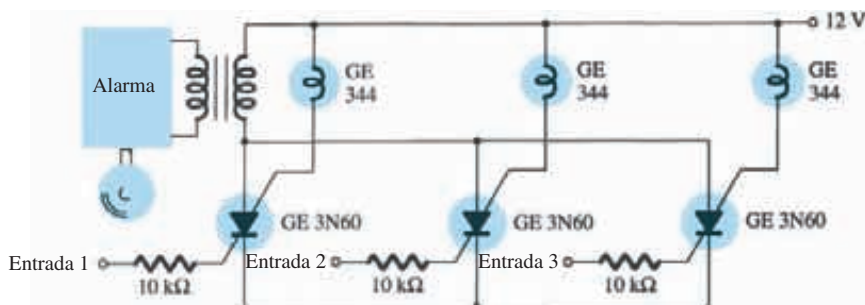 12 V
Alarma
GE
344
GE
344
GE
344
GE 3N60
GE 3N60
GE 3N60
Entrada 1
10 kΩ
Entrada 2
10 kΩ
Entrada 3
10 kΩ